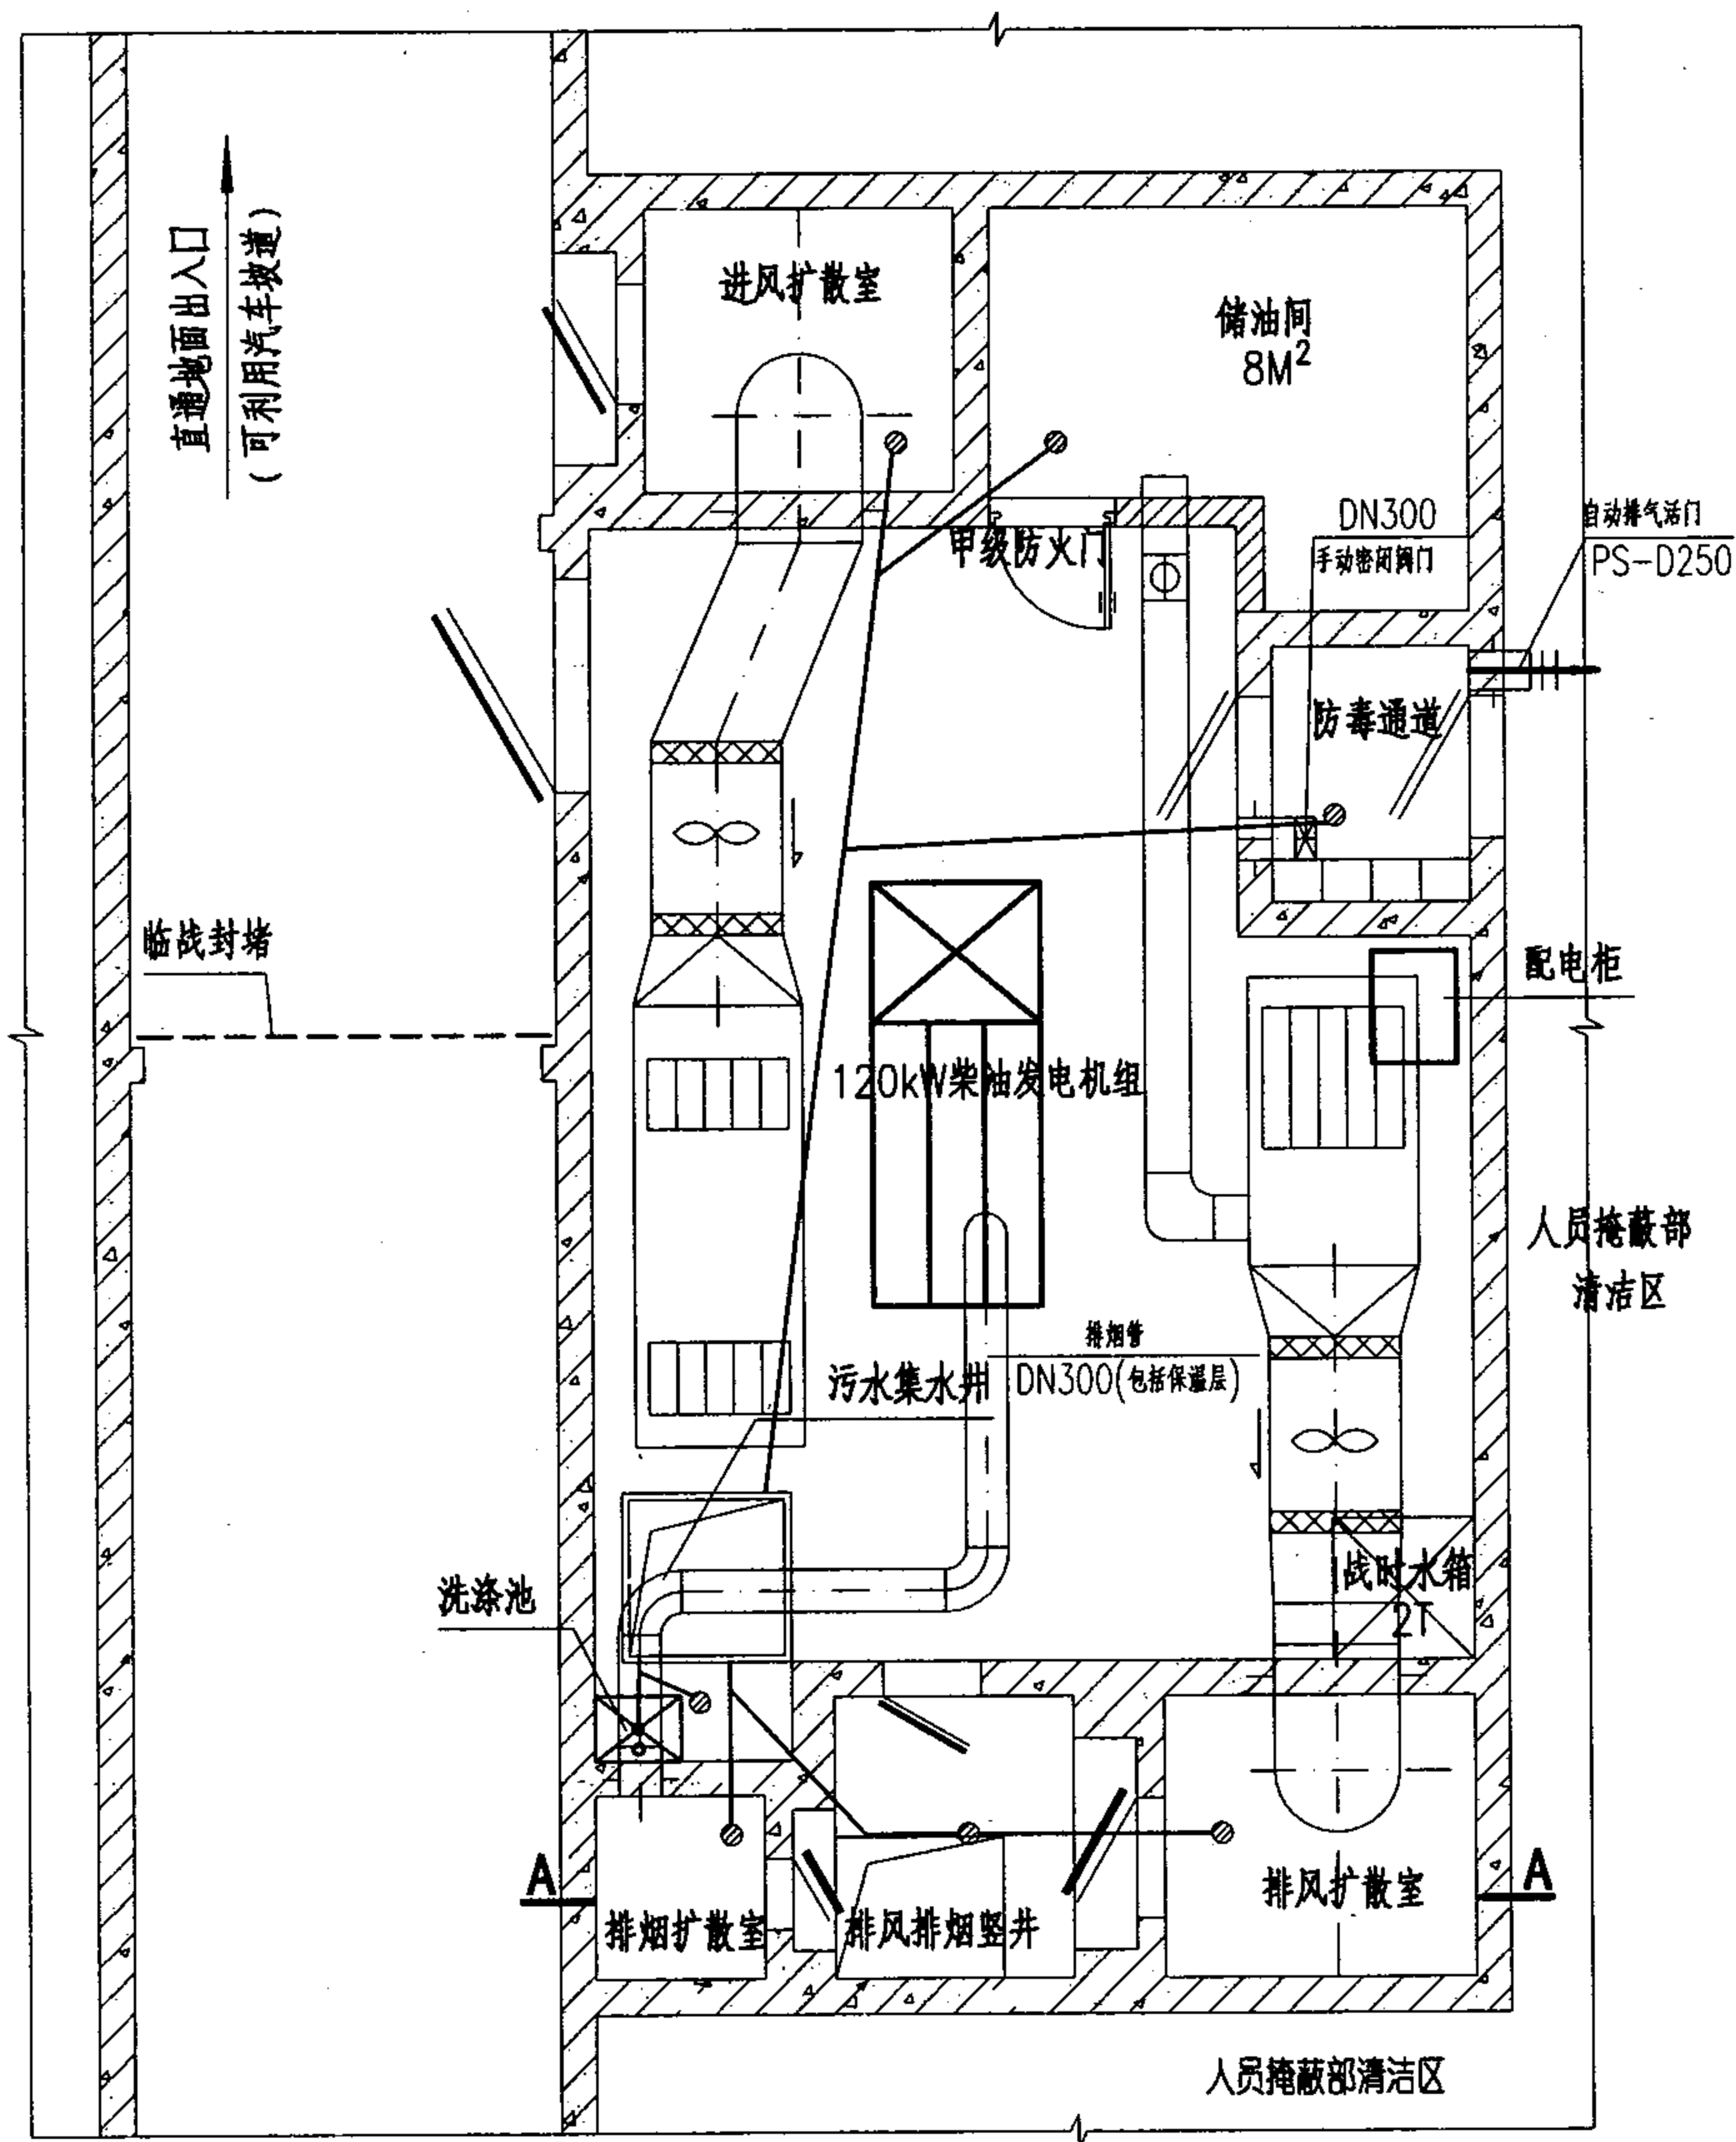 直通地面出入口
(可利用汽车坡道)
进风扩散室
储油间
8M²
甲级防火门
DN300
手动密闭阀门
自动排气活门
PS-D250
防毒通道
临战封堵
配电柜
120kW柴油发电机组
人员掩蔽部
清洁区
排烟管
DN300(包括保温层)
污水集水井
洗涤池
战时水箱
2T
A
A
排烟扩散室
排风排烟竖井
排风扩散室
人员掩蔽部清洁区